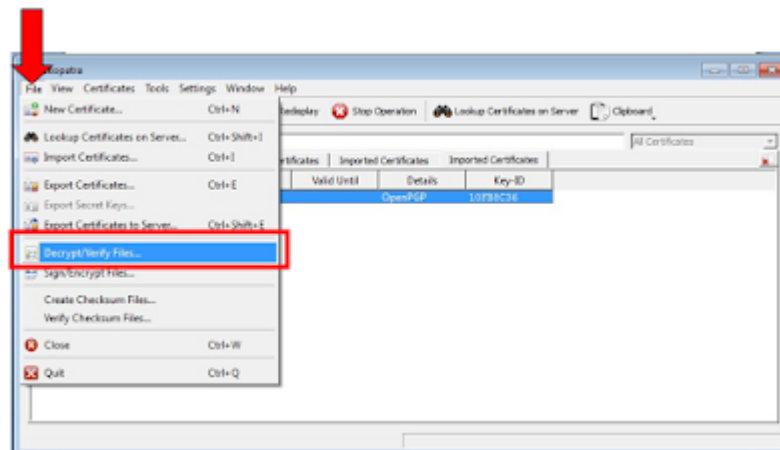 File View Certificates Tools Settings Window Help
New Certificate... Ctrl+N
Redisplay Stop Operation Lookup Certificates on Server Clipboard
Lookup Certificates on Server... Ctrl+Shift+I
All Certificates
Import Certificates... Ctrl+I
Imported Certificates Imported Certificates
Valid Until Details Key-ID
Export Certificates... Ctrl+E
OpenPGP
Export Secret Keys...
Export Certificates to Server... Ctrl+Shift+E
Decrypt/Verify Files...
Sign/Encrypt Files...
Create Checksum Files...
Verify Checksum Files...
Close Ctrl+W
Quit Ctrl+Q